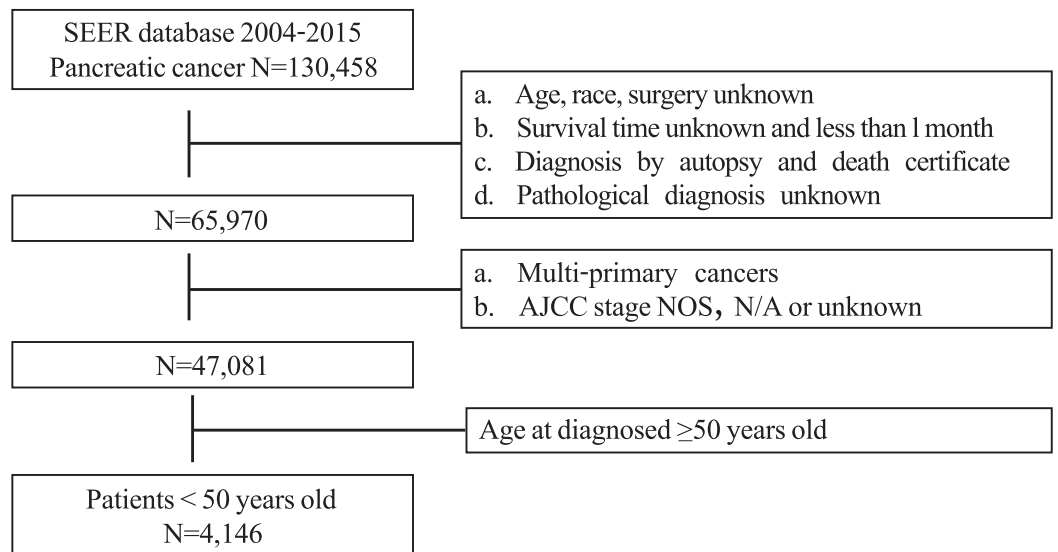 SEER database 2004-2015
Pancreatic cancer N=130,458
a. Age, race, surgery unknown
b. Survival time unknown and less than l month
c. Diagnosis by autopsy and death certificate
d. Pathological diagnosis unknown
N=65,970
a. Multi-primary cancers
b. AJCC stage NOS, N/A or unknown
N=47,081
Age at diagnosed ≥50 years old
Patients < 50 years old
N=4,146